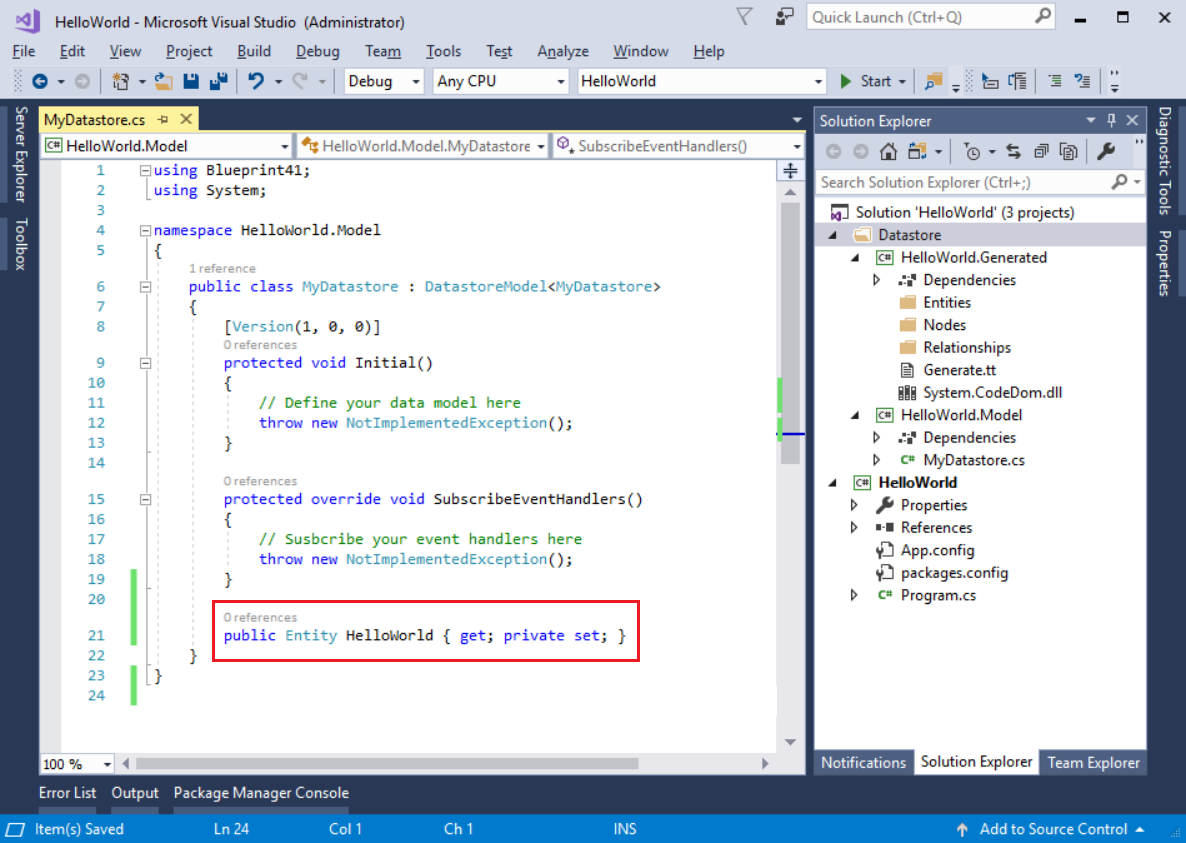 HelloWorld - Microsoft Visual Studio (Administrator)
Quick Launch (Ctrl+Q)
File Edit View Project Build Debug Team Tools Test Analyze Window Help
Debug Any CPU HelloWorld Start
Server Explorer
Toolbox
MyDatastore.cs
HelloWorld.Model HelloWorld.Model.MyDatastore SubscribeEventHandlers()
1 using Blueprint41;
2 using System;
3
4 namespace HelloWorld.Model
5 {
1 reference
6 public class MyDatastore : DatastoreModel<MyDatastore>
7 {
8 [Version(1, 0, 0)]
0 references
9 protected void Initial()
10 {
11 // Define your data model here
12 throw new NotImplementedException();
13 }
14
0 references
15 protected override void SubscribeEventHandlers()
16 {
17 // Susbcribe your event handlers here
18 throw new NotImplementedException();
19 }
20
0 references
21 public Entity HelloWorld { get; private set; }
22 }
23 }
24
100 %
Solution Explorer
Search Solution Explorer (Ctrl+;)
Solution 'HelloWorld' (3 projects)
Datastore
C# HelloWorld.Generated
Dependencies
Entities
Nodes
Relationships
Generate.tt
System.CodeDom.dll
C# HelloWorld.Model
Dependencies
C# MyDatastore.cs
C# HelloWorld
Properties
References
App.config
packages.config
C# Program.cs
Notifications Solution Explorer Team Explorer
Diagnostic Tools
Properties
Error List Output Package Manager Console
Item(s) Saved Ln 24 Col 1 Ch 1 INS Add to Source Control